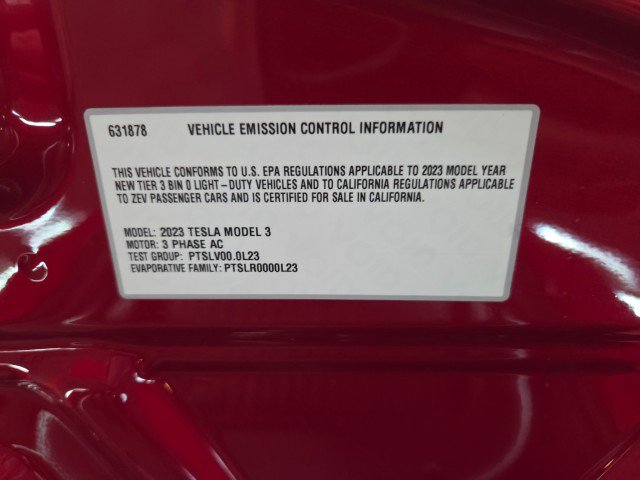 631878 VEHICLE EMISSION CONTROL INFORMATION
THIS VEHICLE CONFORMS TO U.S. EPA REGULATIONS APPLICABLE TO 2023 MODEL YEAR
NEW TIER 3 BIN 0 LIGHT-DUTY VEHICLES AND TO CALIFORNIA REGULATIONS APPLICABLE
TO ZEV PASSENGER CARS AND IS CERTIFIED FOR SALE IN CALIFORNIA.
MODEL: 2023 TESLA MODEL 3
MOTOR: 3 PHASE AC
TEST GROUP: PTSLV00.0L23
EVAPORATIVE FAMILY: PTSLR0000L23